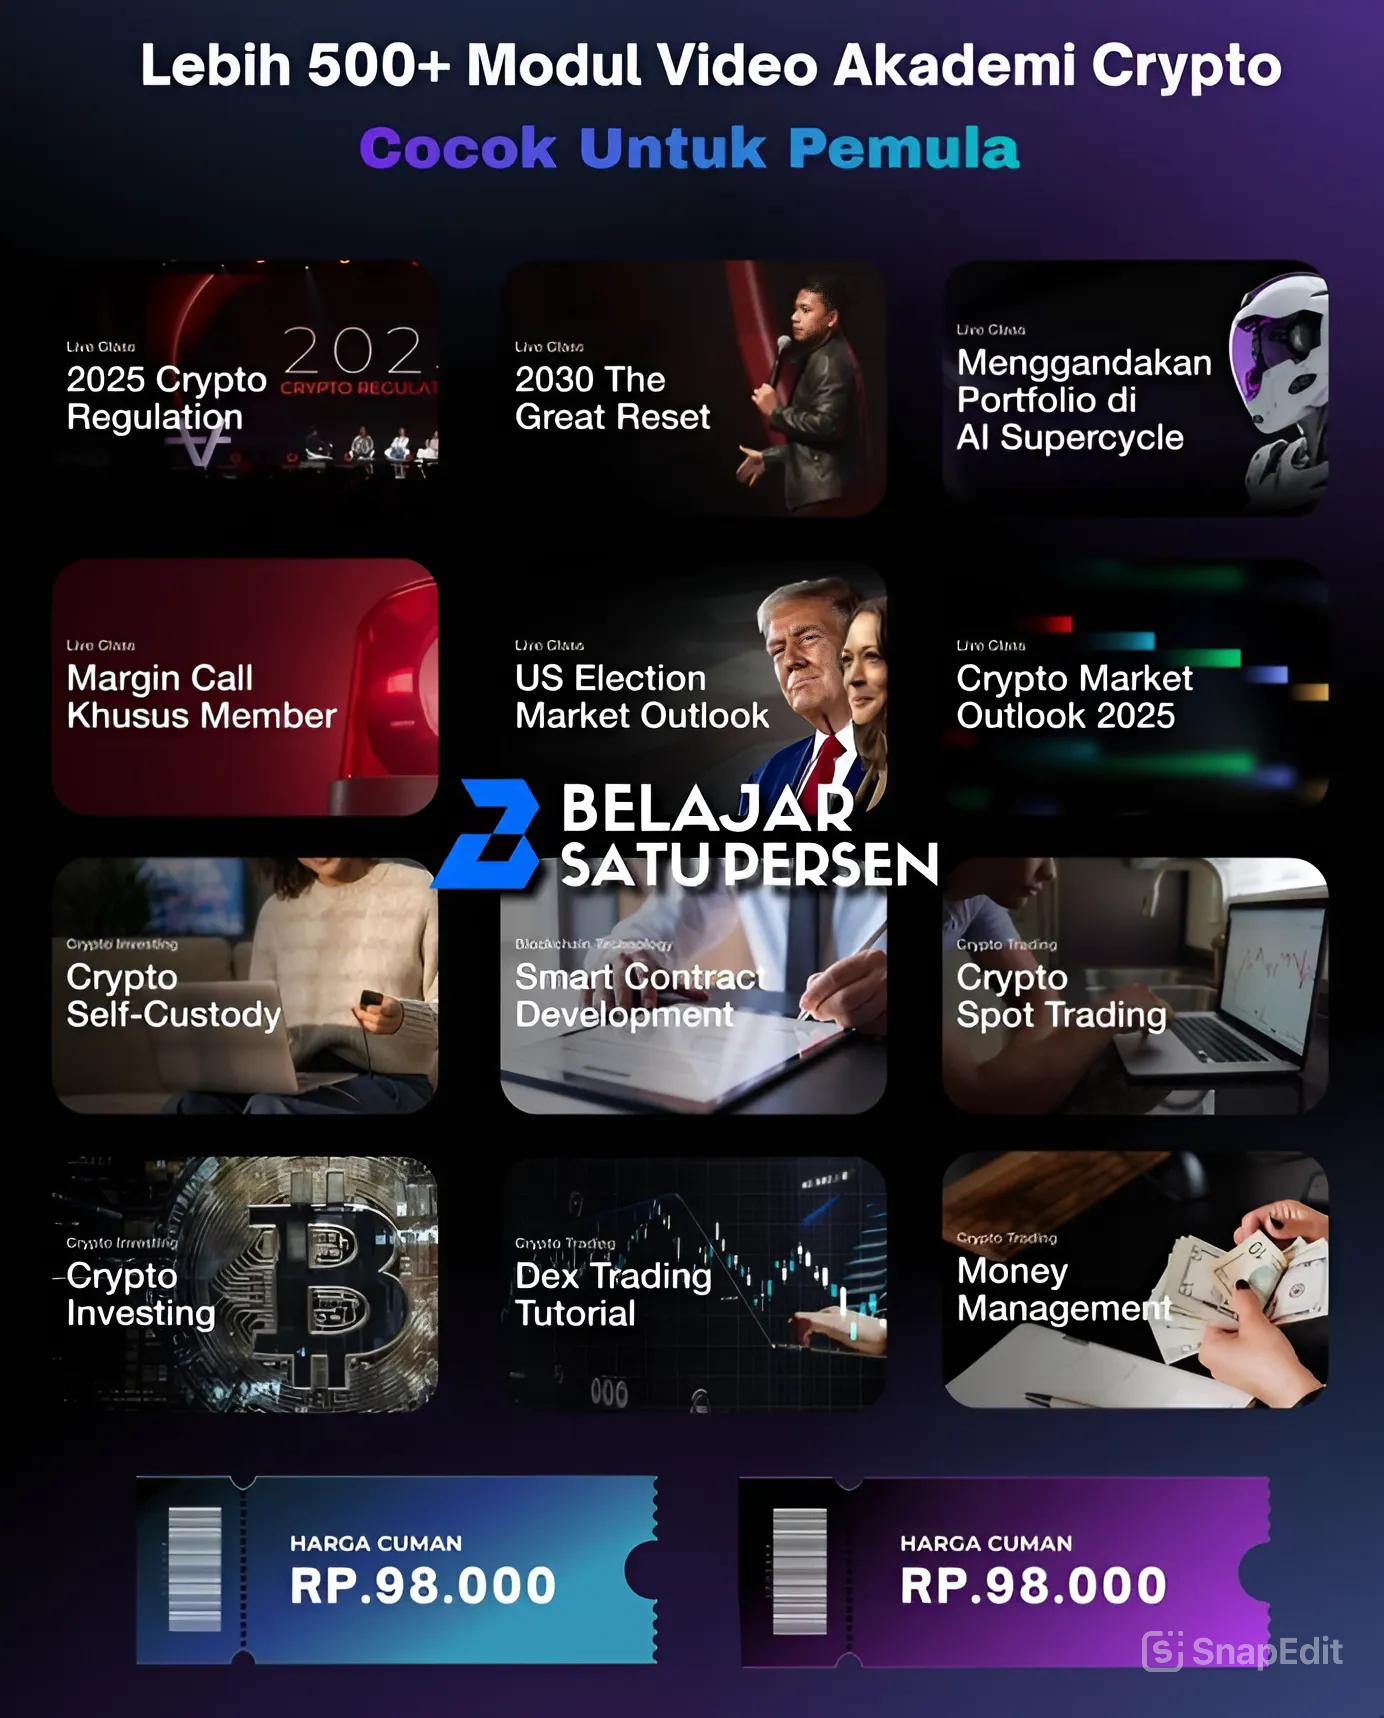 Lebih 500+ Modul Video Akademi Crypto
Cocok Untuk Pemula
Live Class
2025 Crypto
Regulation
202
CRYPTO REGULAT
Live Class
2030 The
Great Reset
Live Class
Menggandakan
Portfolio di
AI Supercycle
Live Class
Margin Call
Khusus Member
Live Class
US Election
Market Outlook
Live Class
Crypto Market
Outlook 2025
BELAJAR
SATU PERSEN
Crypto Investing
Crypto
Self-Custody
Blockchain Technology
Smart Contract
Development
Crypto Trading
Crypto
Spot Trading
Crypto Investing
Crypto
Investing
Crypto Trading
Dex Trading
Tutorial
Crypto Trading
Money
Management
HARGA CUMAN
RP.98.000
HARGA CUMAN
RP.98.000
SnapEdit